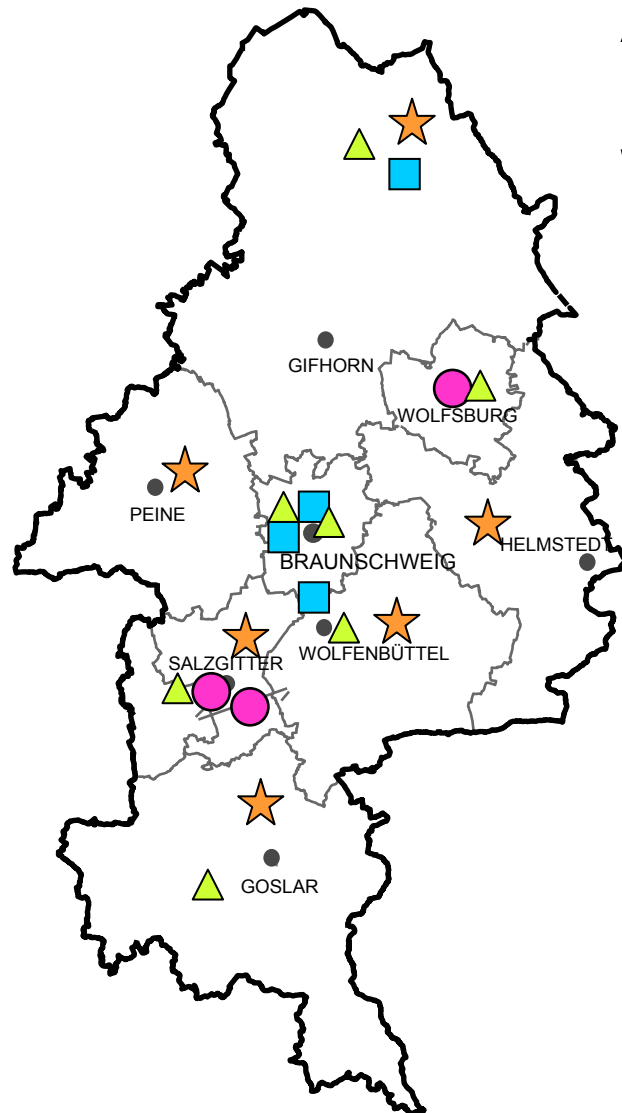 GIFHORN
WOLFSBURG
PEINE
HELMSTEDT
BRAUNSCHWEIG
WOLFENBÜTTEL
SALZGITTER
GOSLAR